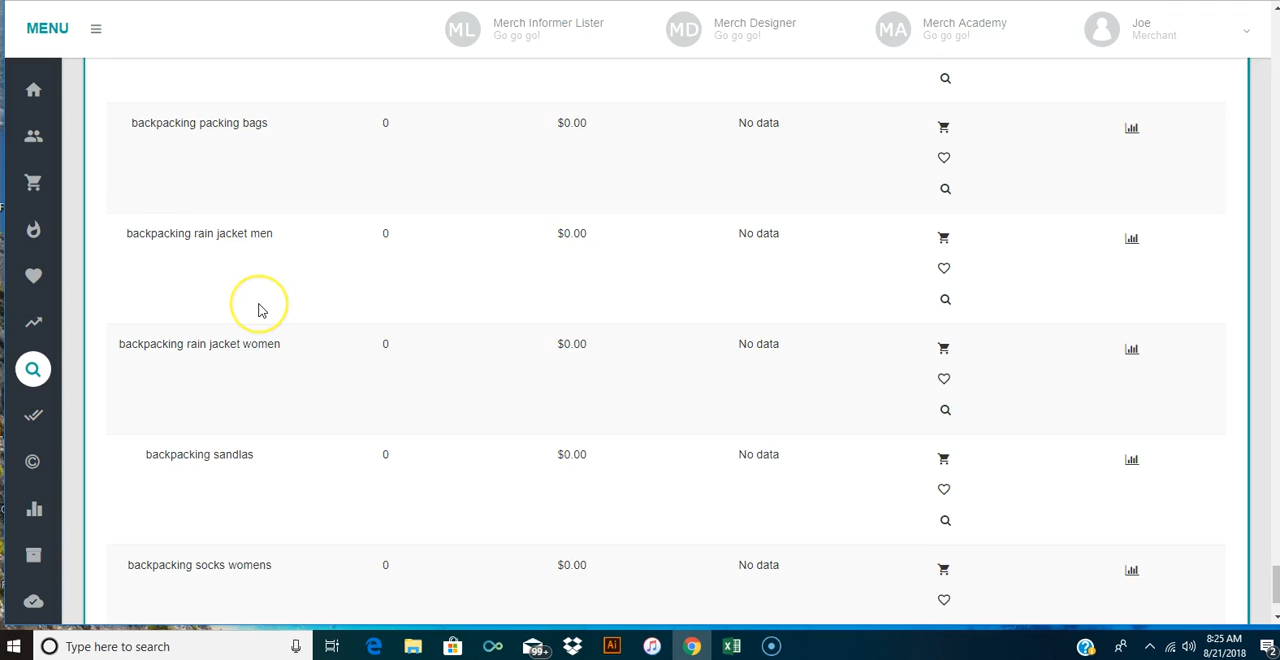 MENU
ML Merch Informer Lister
Go go go!
MD Merch Designer
Go go go!
MA Merch Academy
Go go go!
Joe
Merchant
backpacking packing bags 0 $0.00 No data
backpacking rain jacket men 0 $0.00 No data
backpacking rain jacket women 0 $0.00 No data
backpacking sandlas 0 $0.00 No data
backpacking socks womens 0 $0.00 No data
Type here to search
99+
Ai
8:25 AM
8/21/2018
2